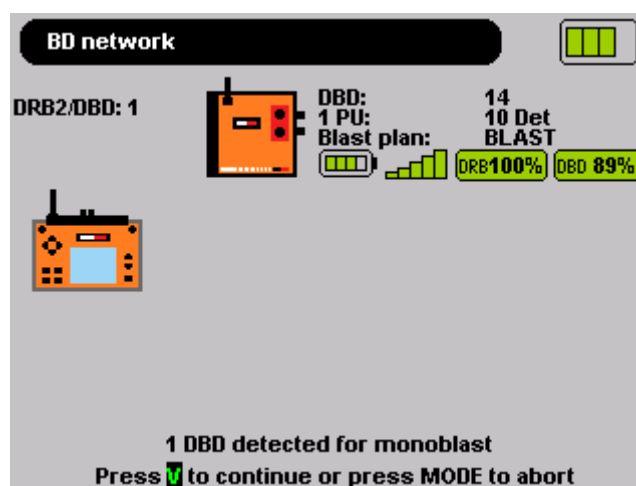 BD network
DRB2/DBD: 1
DBD: 14
1 PU: 10 Det
Blast plan: BLAST
DRB100% DBD 89%
1 DBD detected for monoblast
Press V to continue or press MODE to abort